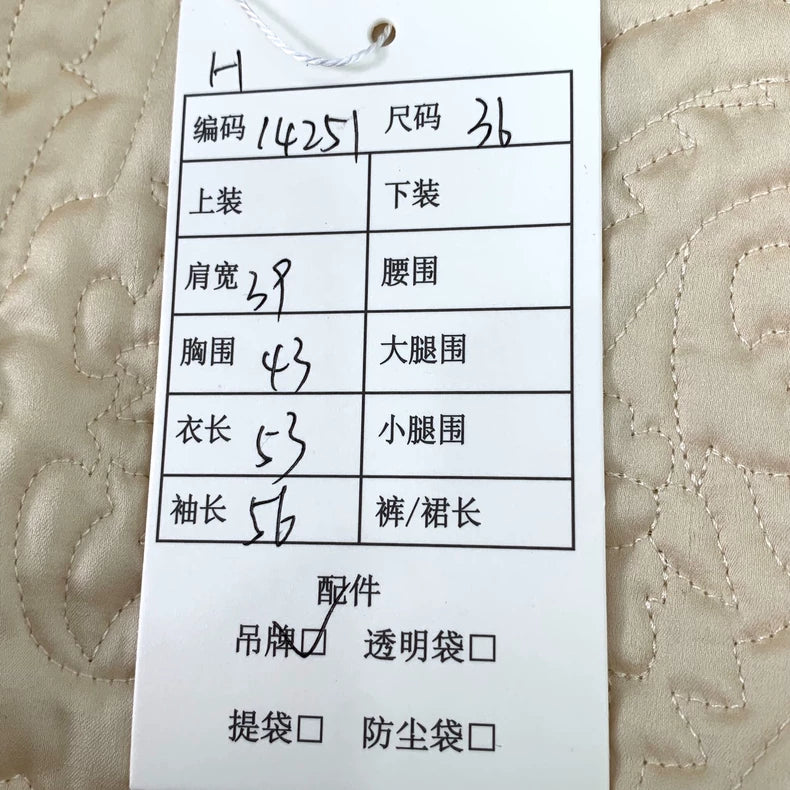 H
编码 14251 尺码 36
上装 下装
肩宽 39 腰围
胸围 43 大腿围
衣长 53 小腿围
袖长 56 裤/裙长
配件
吊牌☑ 透明袋□
提袋□ 防尘袋□